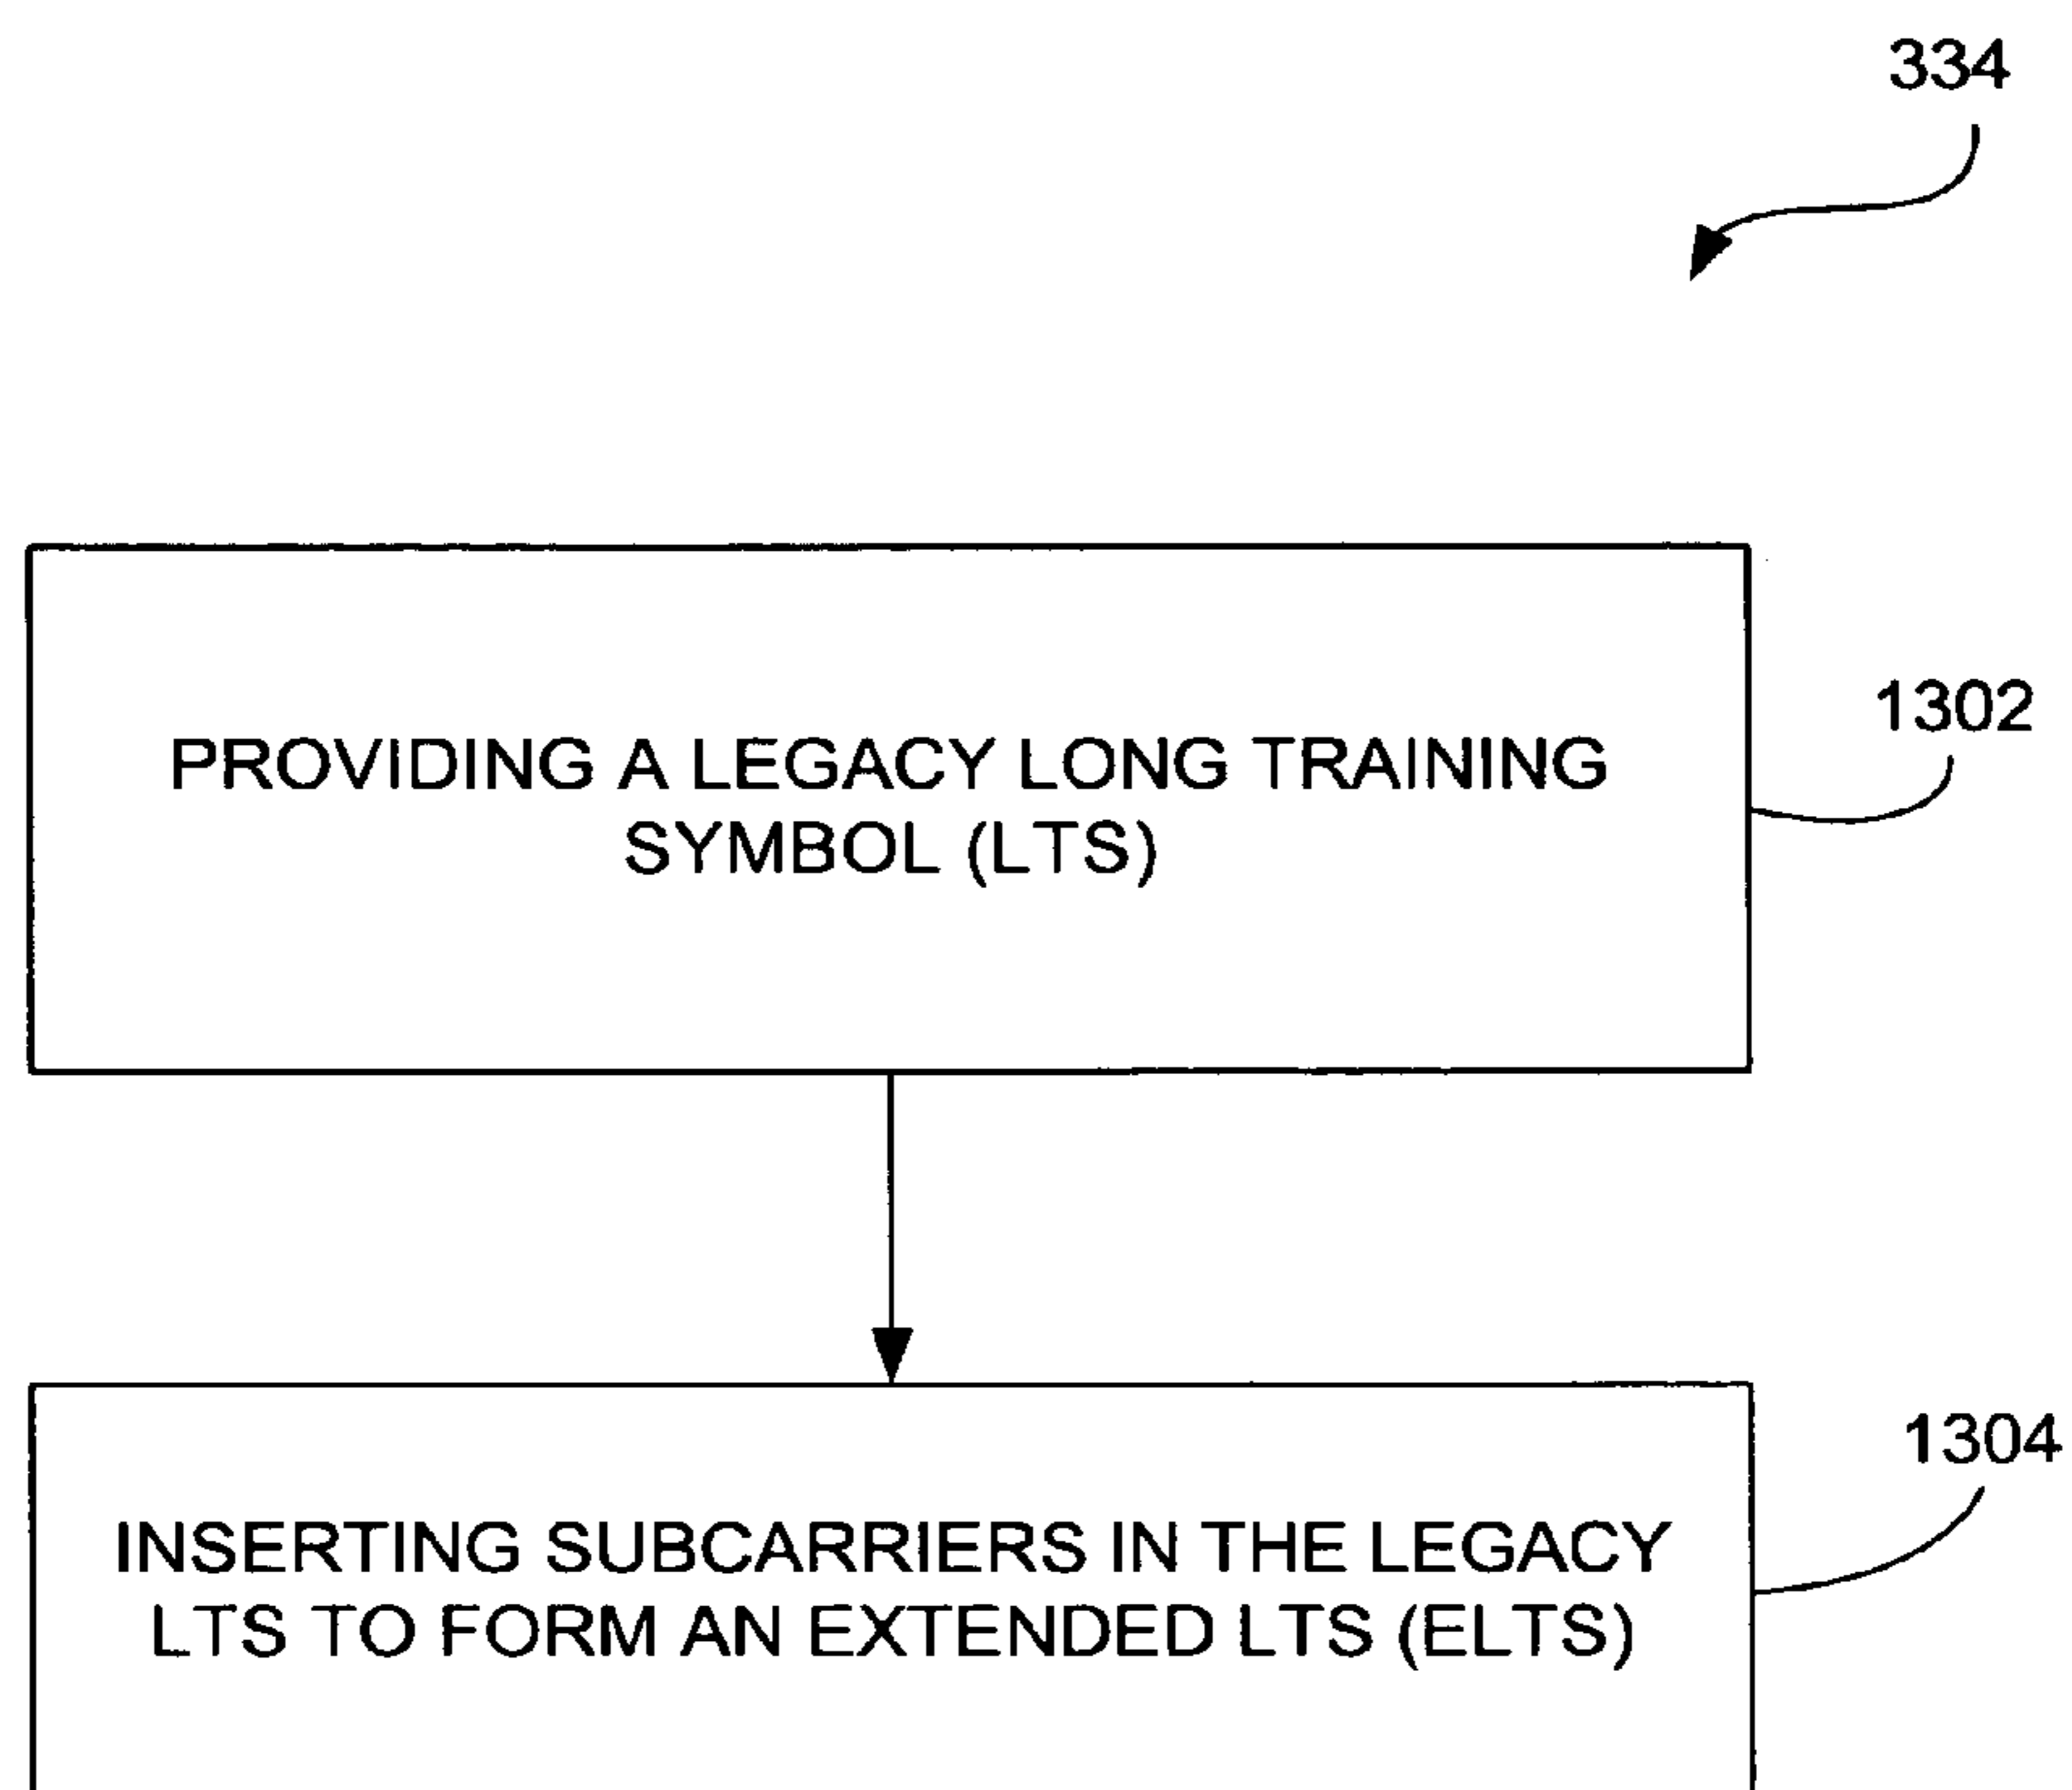 334
1302
PROVIDING A LEGACY LONG TRAINING
SYMBOL (LTS)
1304
INSERTING SUBCARRIERS IN THE LEGACY
LTS TO FORM AN EXTENDED LTS (ELTS)